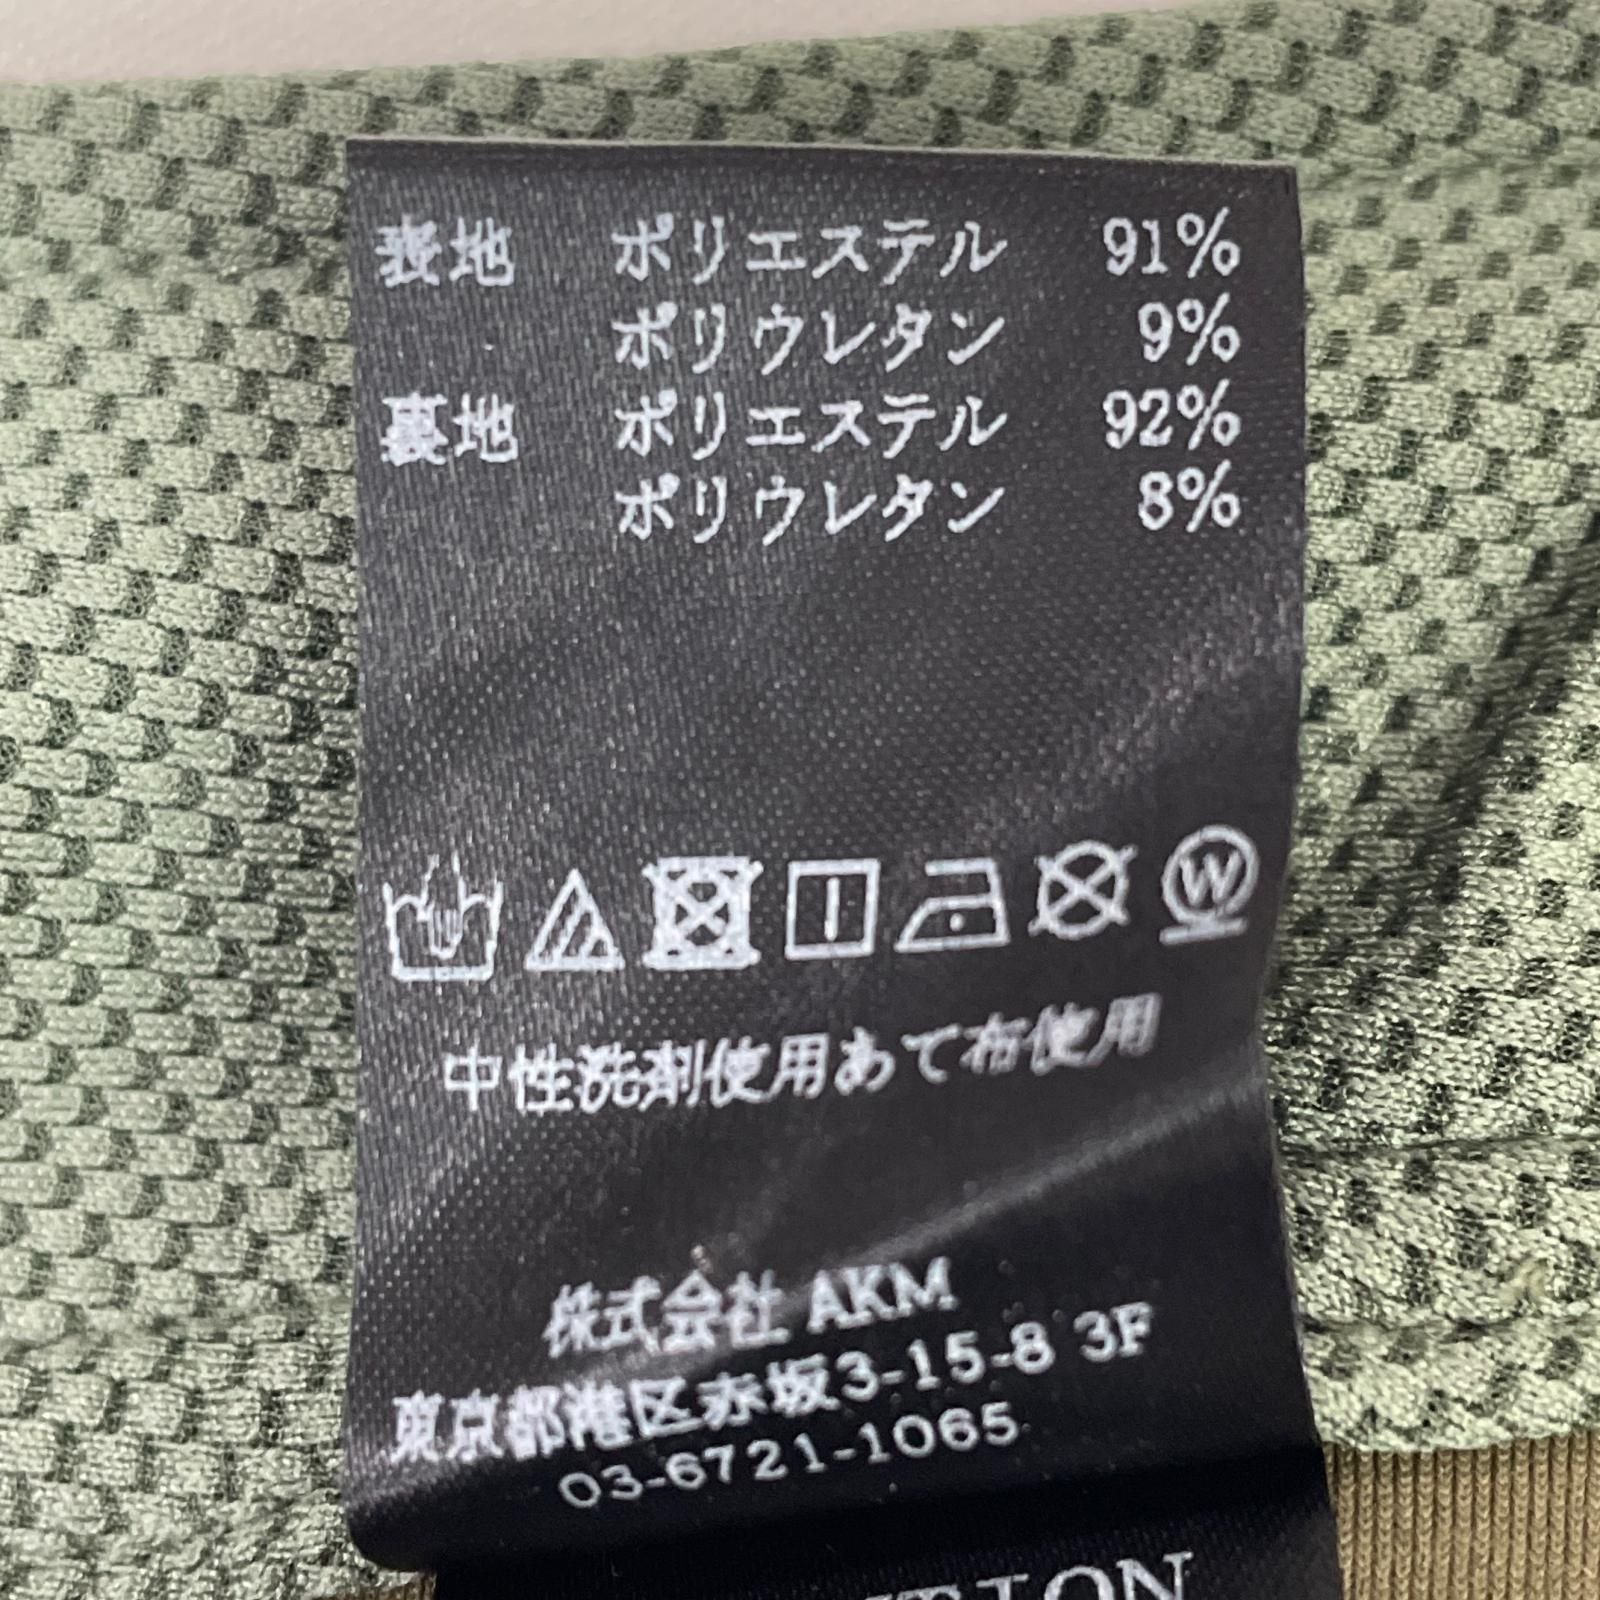 表地 ポリエステル 91%
ポリウレタン 9%
裏地 ポリエステル 92%
ポリウレタン 8%
W
中性洗剤使用あて布使用
株式会社 AKM
東京都港区赤坂3-15-8 3F
03-6721-1065